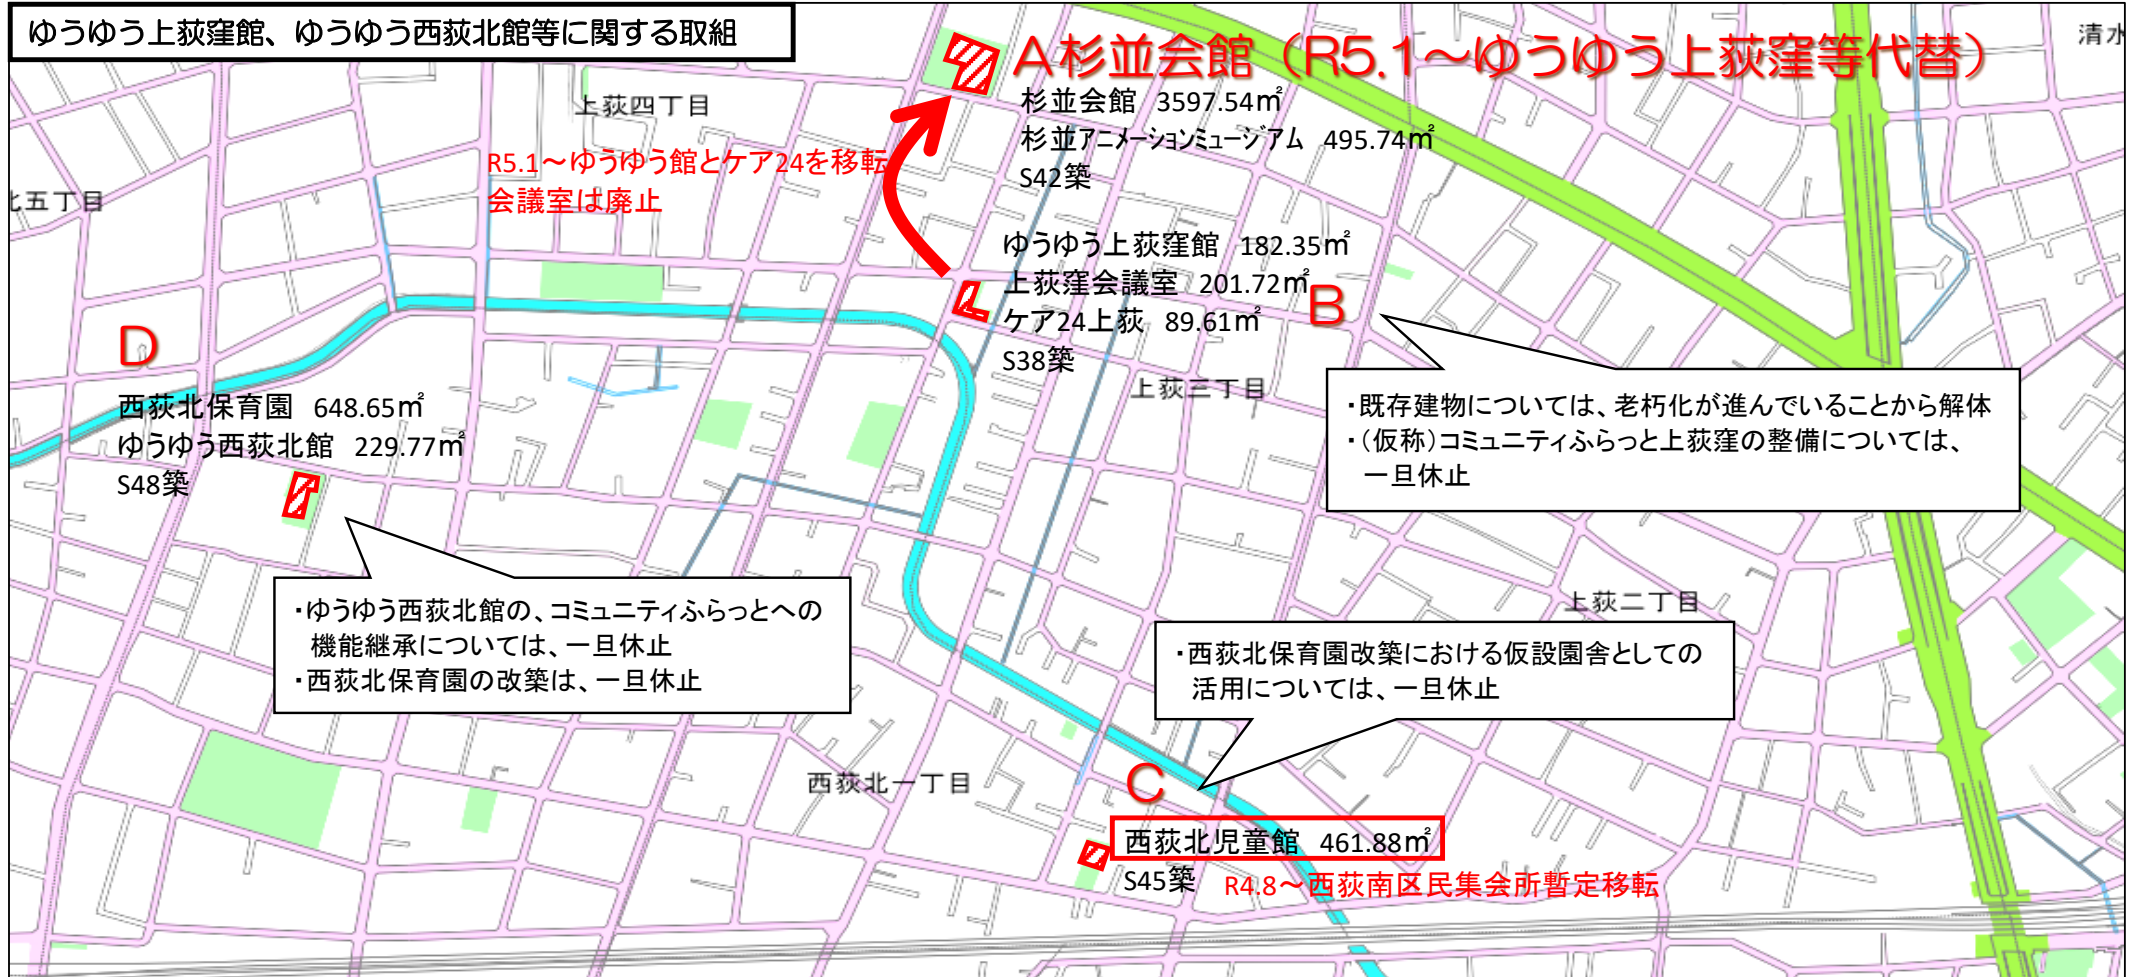 ゆうゆう上荻窪館、ゆうゆう西荻北館等に関する取組
清水
A杉並会館（R5.1～ゆうゆう上荻窪等代替）
杉並会館 3597.54㎡
杉並アニメーションミュージアム 495.74㎡
S42築
上荻四丁目
R5.1～ゆうゆう館とケア24を移転
会議室は廃止
北五丁目
ゆうゆう上荻窪館 182.35㎡
上荻窪会議室 201.72㎡
ケア24上荻 89.61㎡
S38築
B
上荻三丁目
・既存建物については、老朽化が進んでいることから解体
・（仮称）コミュニティふらっと上荻窪の整備については、
一旦休止
D
西荻北保育園 648.65㎡
ゆうゆう西荻北館 229.77㎡
S48築
・ゆうゆう西荻北館の、コミュニティふらっとへの
機能継承については、一旦休止
・西荻北保育園の改築は、一旦休止
上荻二丁目
・西荻北保育園改築における仮設園舎としての
活用については、一旦休止
西荻北一丁目
C
西荻北児童館 461.88㎡
S45築
R4.8～西荻南区民集会所暫定移転